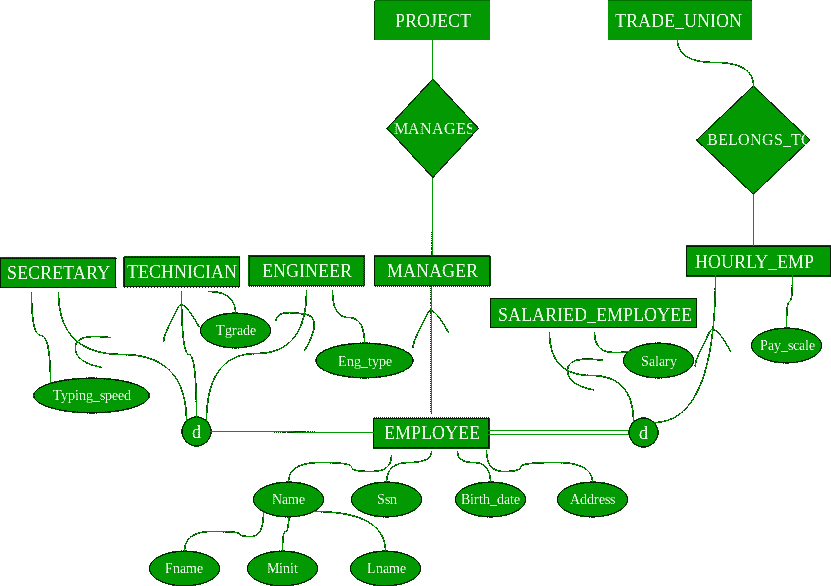 PROJECT
TRADE_UNION
MANAGES
BELONGS_TO
SECRETARY
TECHNICIAN
ENGINEER
MANAGER
HOURLY_EMP
SALARIED_EMPLOYEE
Tgrade
Eng_type
Salary
Pay_scale
Typing_speed
d
EMPLOYEE
d
Name
Ssn
Birth_date
Address
Fname
Minit
Lname